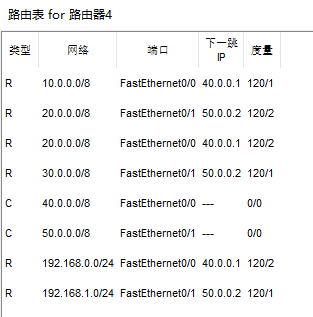 路由表 for 路由器4
类型 网络 端口 下一跳 IP 度量
R 10.0.0.0/8 FastEthernet0/0 40.0.0.1 120/1
R 20.0.0.0/8 FastEthernet0/1 50.0.0.2 120/2
R 20.0.0.0/8 FastEthernet0/0 40.0.0.1 120/2
R 30.0.0.0/8 FastEthernet0/1 50.0.0.2 120/1
C 40.0.0.0/8 FastEthernet0/0 --- 0/0
C 50.0.0.0/8 FastEthernet0/1 --- 0/0
R 192.168.0.0/24 FastEthernet0/0 40.0.0.1 120/2
R 192.168.1.0/24 FastEthernet0/1 50.0.0.2 120/1